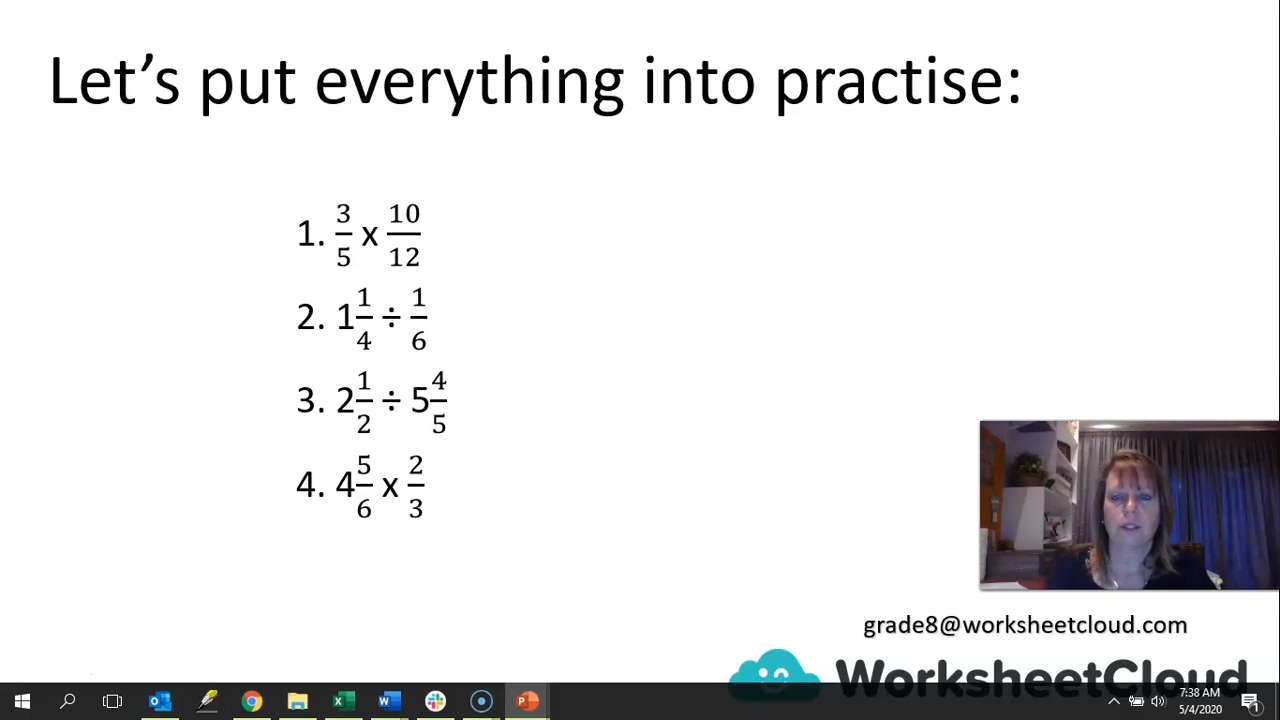 Let's put everything into practise:
1. 3/5 x 10/12
2. 1 1/4 ÷ 1/6
3. 2 1/2 ÷ 5 4/5
4. 4 5/6 x 2/3
grade8@worksheetcloud.com
WorksheetCloud
7:38 AM
5/4/2020